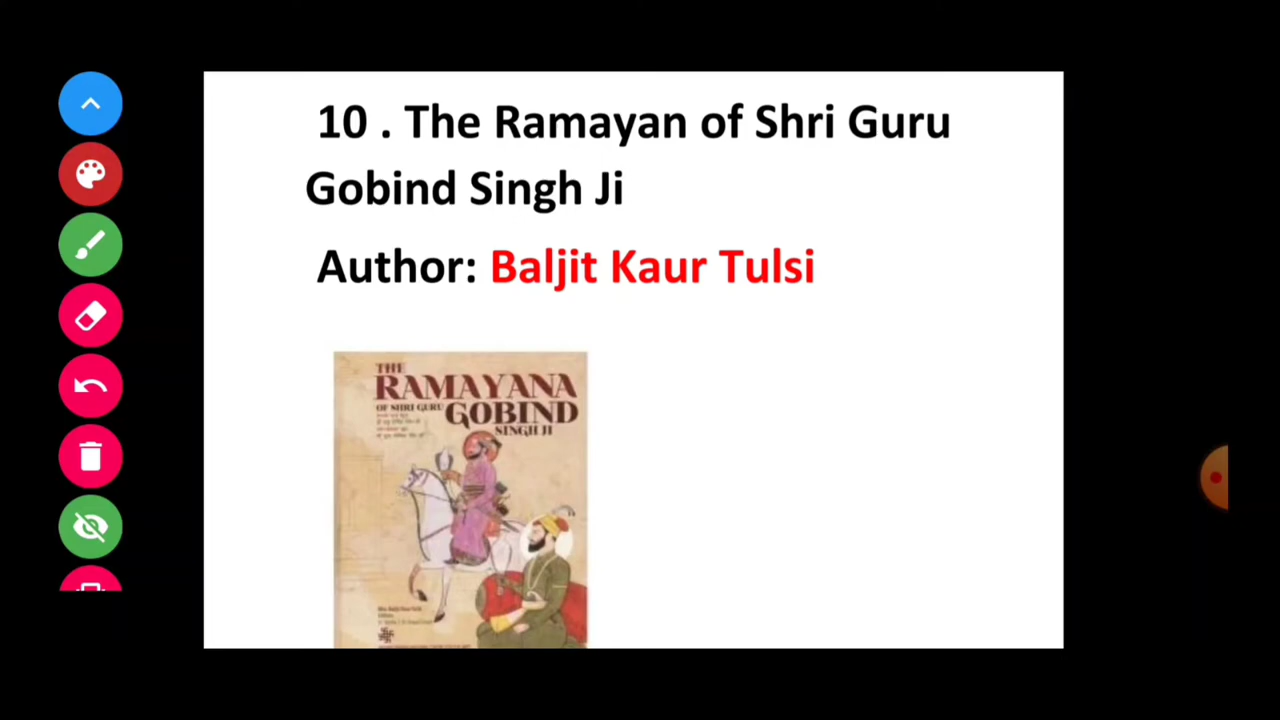 10 . The Ramayan of Shri Guru
Gobind Singh Ji
Author: Baljit Kaur Tulsi
THE
RAMAYANA
OF SHRI GURU GOBIND
SINGH JI